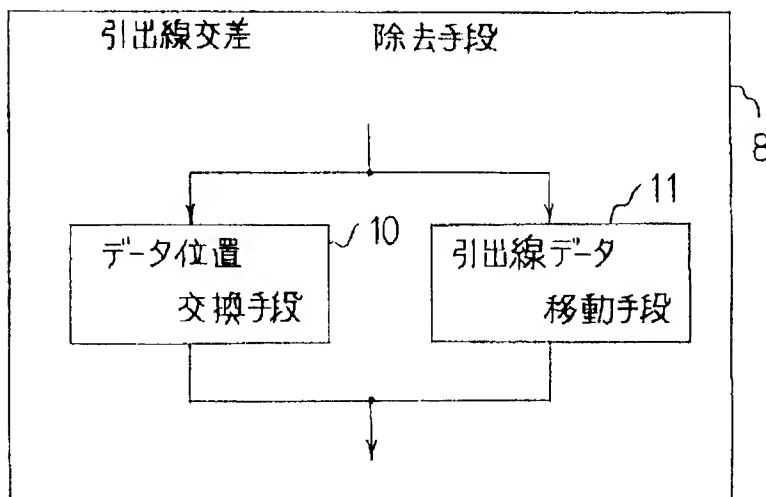 引出線交差 除去手段
8
データ位置
交換手段
10
引出線データ
移動手段
11